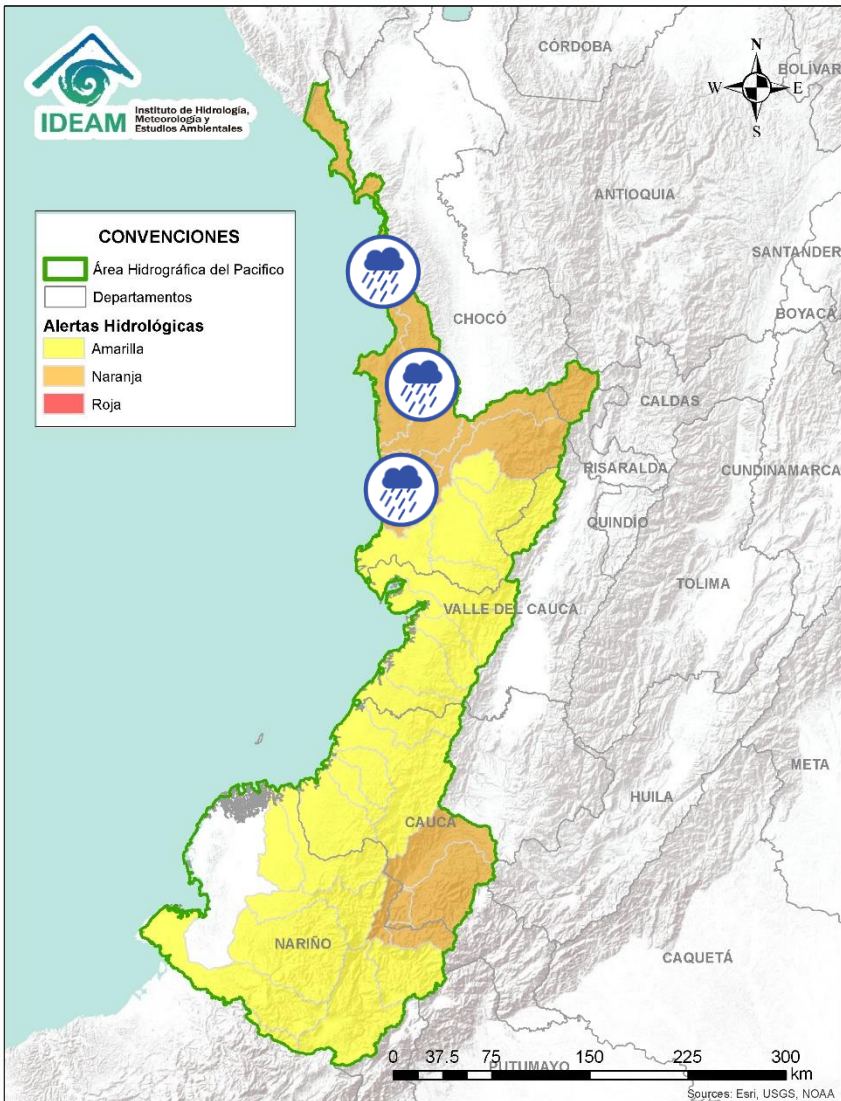 IDEAM
Instituto de Hidrología,
Meteorología y
Estudios Ambientales
CÓRDOBA
BOLÍVAR
N
W
E
S
ANTIOQUIA
CONVENCIONES
Área Hidrográfica del Pacifico
Departamentos
Alertas Hidrológicas
Amarilla
Naranja
Roja
SANTANDER
BOYACÁ
CHOCÓ
CALDAS
RISARALDA
CUNDINAMARCA
QUINDÍO
TOLIMA
VALLE DEL CAUCA
META
HUILA
CAUCA
NARIÑO
CAQUETÁ
PUTUMAYO
0 37.5 75 150 225 300
km
Sources: Esri, USGS, NOAA